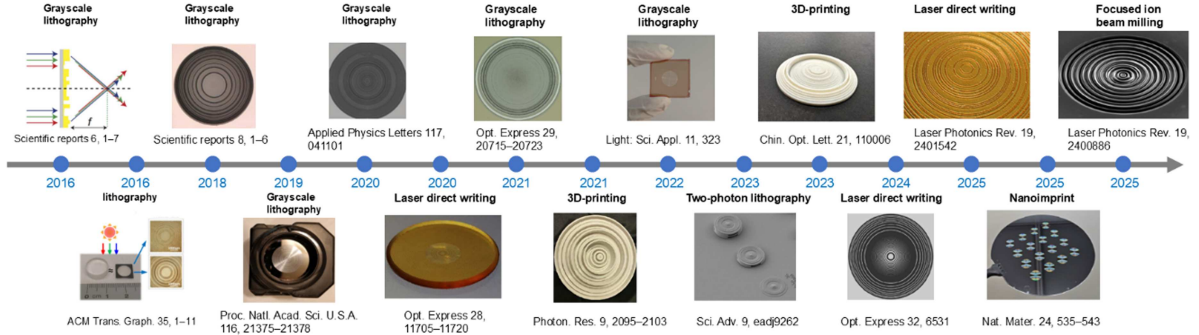 Grayscale
lithography
Grayscale
lithography
Grayscale
lithography
Grayscale
lithography
Grayscale
lithography
3D-printing
Laser direct writing
Focused ion
beam milling
f
Scientific reports 6, 1–7
Scientific reports 8, 1–6
Applied Physics Letters 117,
041101
Opt. Express 29,
20715–20723
Light: Sci. Appl. 11, 323
Chin. Opt. Lett. 21, 110006
Laser Photonics Rev. 19,
2401542
Laser Photonics Rev. 19,
2400886
2016
2016
2018
2019
2020
2020
2021
2021
2022
2023
2023
2024
2025
2025
2025
lithography
Grayscale
lithography
Laser direct writing
3D-printing
Two-photon lithography
Laser direct writing
Nanoimprint
ACM Trans. Graph. 35, 1–11
Proc. Natl. Acad. Sci. U.S.A.
116, 21375–21378
Opt. Express 28,
11705–11720
Photon. Res. 9, 2095–2103
Sci. Adv. 9, eadj9262
Opt. Express 32, 6531
Nat. Mater. 24, 535–543